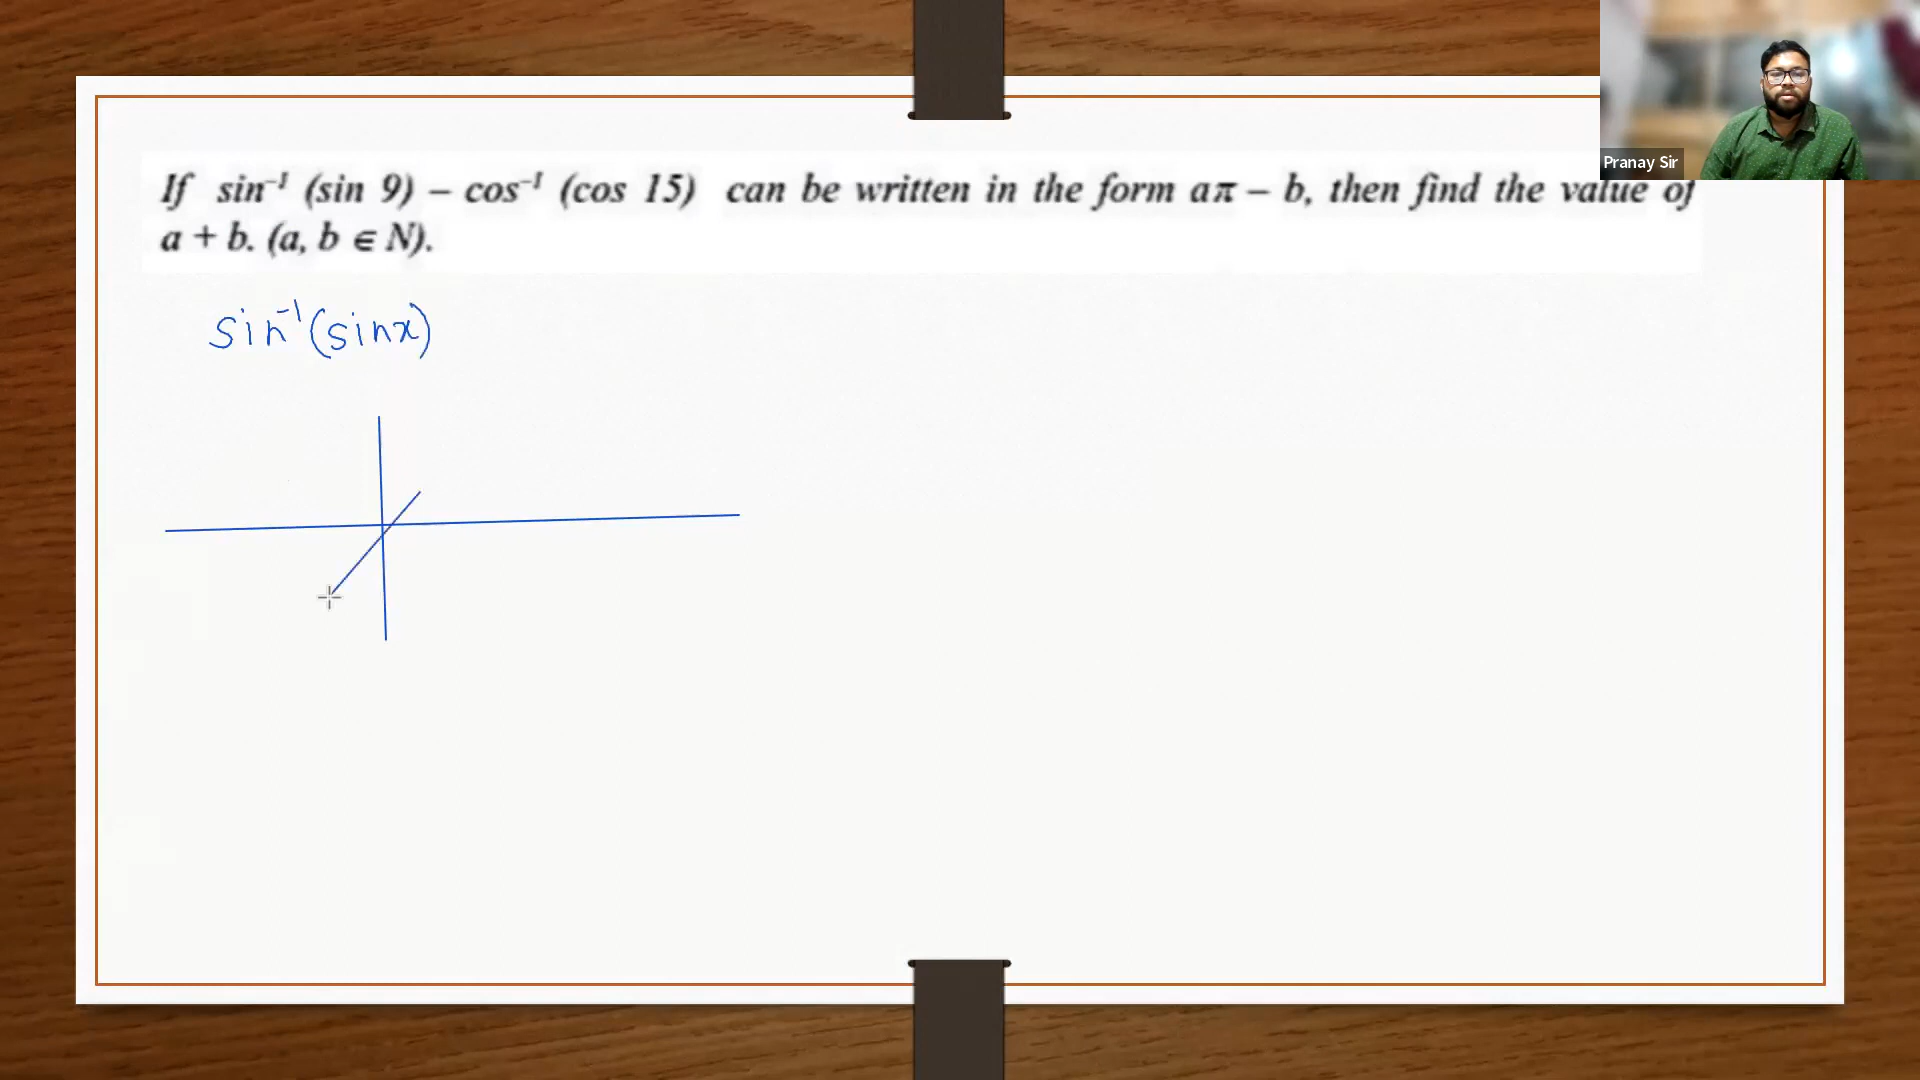 If sin⁻¹ (sin 9) – cos⁻¹ (cos 15) can be written in the form aπ – b, then find the value of
a + b. (a, b ∈ N).
sin⁻¹(sinx)
Pranay Sir